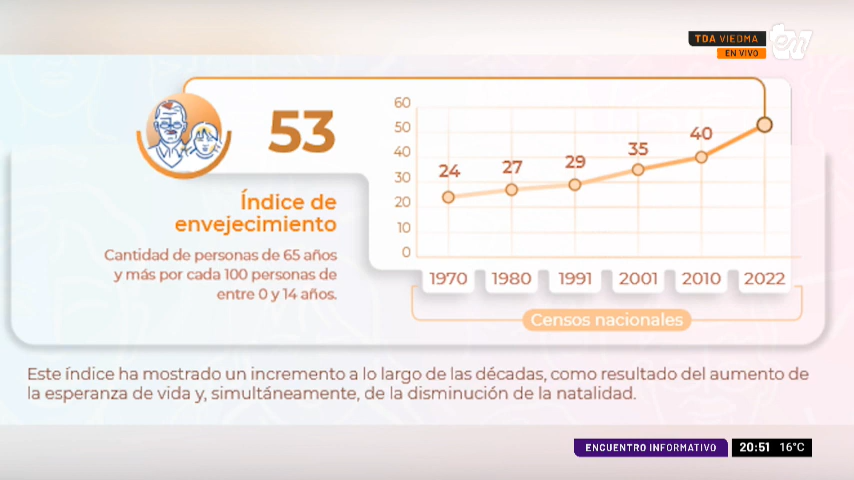 TDA VIEDMA
EN VIVO
53
Índice de
envejecimiento
Cantidad de personas de 65 años
y más por cada 100 personas de
entre 0 y 14 años.
60
50
40
30
20
10
0
24
27
29
35
40
1970
1980
1991
2001
2010
2022
Censos nacionales
Este índice ha mostrado un incremento a lo largo de las décadas, como resultado del aumento de
la esperanza de vida y, simultáneamente, de la disminución de la natalidad.
ENCUENTRO INFORMATIVO
20:51 16°C